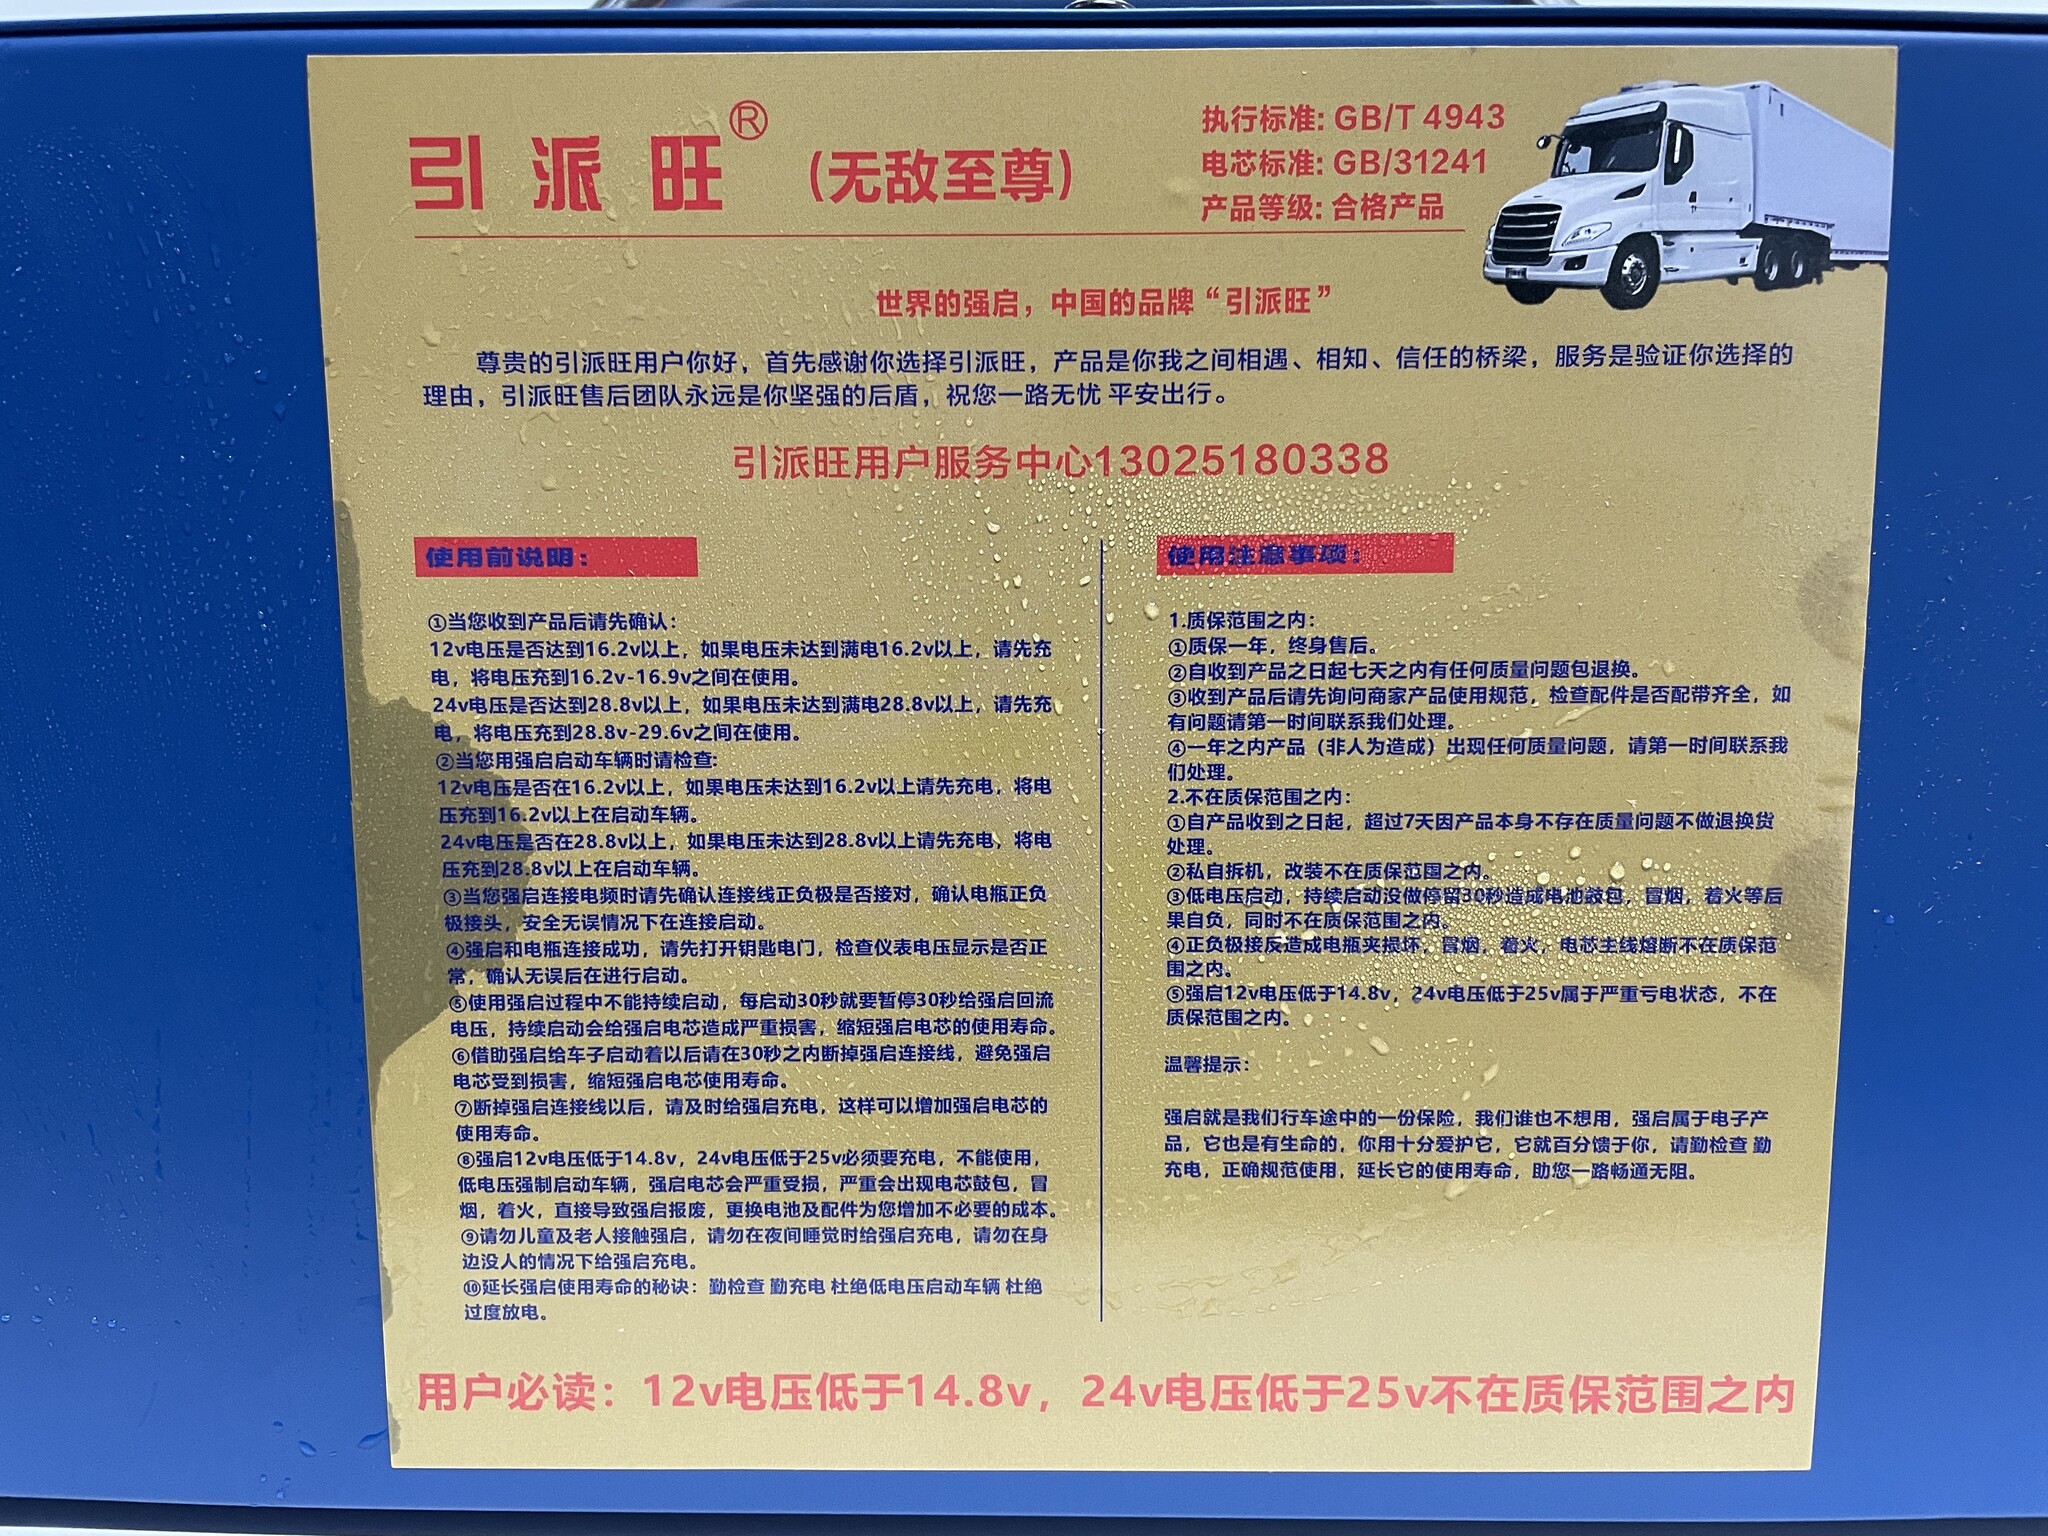 引派旺® (无敌至尊)
执行标准: GB/T 4943
电芯标准: GB/31241
产品等级: 合格产品
世界的强启，中国的品牌“引派旺”
尊贵的引派旺用户你好，首先感谢你选择引派旺，产品是你我之间相遇、相知、信任的桥梁，服务是验证你选择的
理由，引派旺售后团队永远是你坚强的后盾，祝您一路无忧 平安出行。
引派旺用户服务中心13025180338
使用前说明：
①当您收到产品后请先确认：
12v电压是否达到16.2v以上，如果电压未达到满电16.2v以上，请先充
电，将电压充到16.2v-16.9v之间在使用。
24v电压是否达到28.8v以上，如果电压未达到满电28.8v以上，请先充
电，将电压充到28.8v-29.6v之间在使用。
②当您用强启启动车辆时请检查:
12v电压是否在16.2v以上，如果电压未达到16.2v以上请先充电，将电
压充到16.2v以上在启动车辆。
24v电压是否在28.8v以上，如果电压未达到28.8v以上请先充电，将电
压充到28.8v以上在启动车辆。
③当您强启连接电频时请先确认连接线正负极是否接对，确认电瓶正负
极接头，安全无误情况下在连接启动。
④强启和电瓶连接成功，请先打开钥匙电门，检查仪表电压显示是否正
常，确认无误后在进行启动。
⑤使用强启过程中不能持续启动，每启动30秒就要暂停30秒给强启回流
电压，持续启动会给强启电芯造成严重损害，缩短强启电芯的使用寿命。
⑥借助强启给车子启动着以后请在30秒之内断掉强启连接线，避免强启
电芯受到损害，缩短强启电芯使用寿命。
⑦断掉强启连接线以后，请及时给强启充电，这样可以增加强启电芯的
使用寿命。
⑧强启12v电压低于14.8v，24v电压低于25v必须要充电，不能使用，
低电压强制启动车辆，强启电芯会严重受损，严重会出现电芯鼓包，冒
烟，着火，直接导致强启报废，更换电池及配件为您增加不必要的成本。
⑨请勿儿童及老人接触强启，请勿在夜间睡觉时给强启充电，请勿在身
边没人的情况下给强启充电。
⑩延长强启使用寿命的秘诀：勤检查 勤充电 杜绝低电压启动车辆 杜绝
过度放电。
使用注意事项：
1.质保范围之内：
①质保一年，终身售后。
②自收到产品之日起七天之内有任何质量问题包退换。
③收到产品后请先询问商家产品使用规范，检查配件是否配带齐全，如
有问题请第一时间联系我们处理。
④一年之内产品（非人为造成）出现任何质量问题，请第一时间联系我
们处理。
2.不在质保范围之内：
①自产品收到之日起，超过7天因产品本身不存在质量问题不做退换货
处理。
②私自拆机，改装不在质保范围之内。
③低电压启动，持续启动没做停留30秒造成电池鼓包，冒烟，着火等后
果自负，同时不在质保范围之内。
④正负极接反造成电瓶夹损坏，冒烟，着火，电芯主线熔断不在质保范
围之内。
⑤强启12v电压低于14.8v，24v电压低于25v属于严重亏电状态，不在
质保范围之内。
温馨提示：
强启就是我们行车途中的一份保险，我们谁也不想用，强启属于电子产
品，它也是有生命的，你用十分爱护它，它就百分馈于你，请勤检查 勤
充电，正确规范使用，延长它的使用寿命，助您一路畅通无阻。
用户必读：12v电压低于14.8v，24v电压低于25v不在质保范围之内